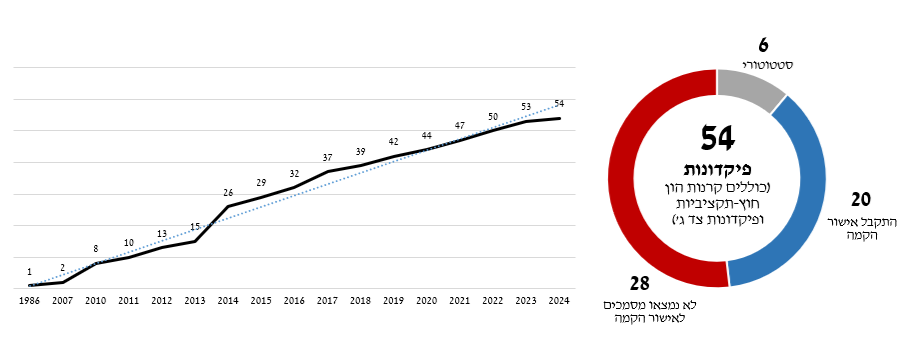 1
2
8
10
13
15
26
29
32
37
39
42
44
47
50
53
54
1986 2007 2010 2011 2012 2013 2014 2015 2016 2017 2018 2019 2020 2021 2022 2023 2024
6
סטטוטורי
54
פיקדונות
(כוללים קרנות הון
חוץ-תקציביות
ופיקדונות צד ג')
20
התקבל אישור
הקמה
28
לא נמצאו מסמכים
לאישור הקמה